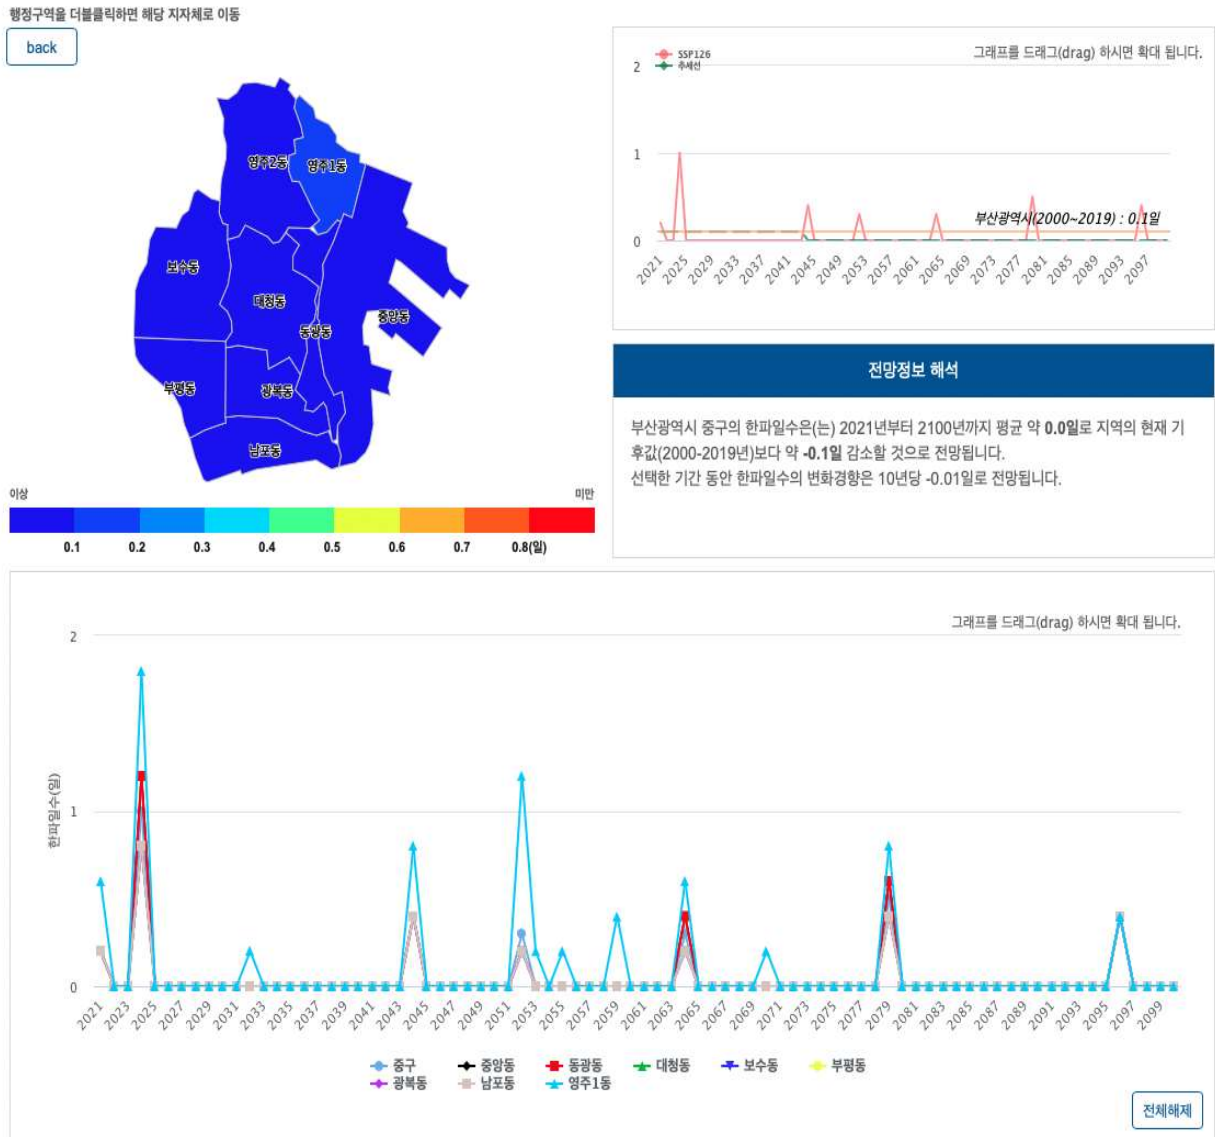 행정구역을 더블클릭하면 해당 지자체로 이동
back
영주2동
영주1동
보수동
대청동
동광동
중앙동
부평동
광복동
남포동
이상
미만
0.1 0.2 0.3 0.4 0.5 0.6 0.7 0.8(일)
SSP126
추세선
그래프를 드래그(drag) 하시면 확대 됩니다.
2
1
0
부산광역시(2000~2019) : 0.1일
2021 2025 2029 2033 2037 2041 2045 2049 2053 2057 2061 2065 2069 2073 2077 2081 2085 2089 2093 2097
전망정보 해석
부산광역시 중구의 한파일수은(는) 2021년부터 2100년까지 평균 약 0.0일로 지역의 현재 기
후값(2000-2019년)보다 약 -0.1일 감소할 것으로 전망됩니다.
선택한 기간 동안 한파일수의 변화경향은 10년당 -0.01일로 전망됩니다.
그래프를 드래그(drag) 하시면 확대 됩니다.
한파일수(일)
2
1
0
2021 2023 2025 2027 2029 2031 2033 2035 2037 2039 2041 2043 2045 2047 2049 2051 2053 2055 2057 2059 2061 2063 2065 2067 2069 2071 2073 2075 2077 2079 2081 2083 2085 2087 2089 2091 2093 2095 2097 2099
중구 중앙동 동광동 대청동 보수동 부평동
광복동 남포동 영주1동
전체해제